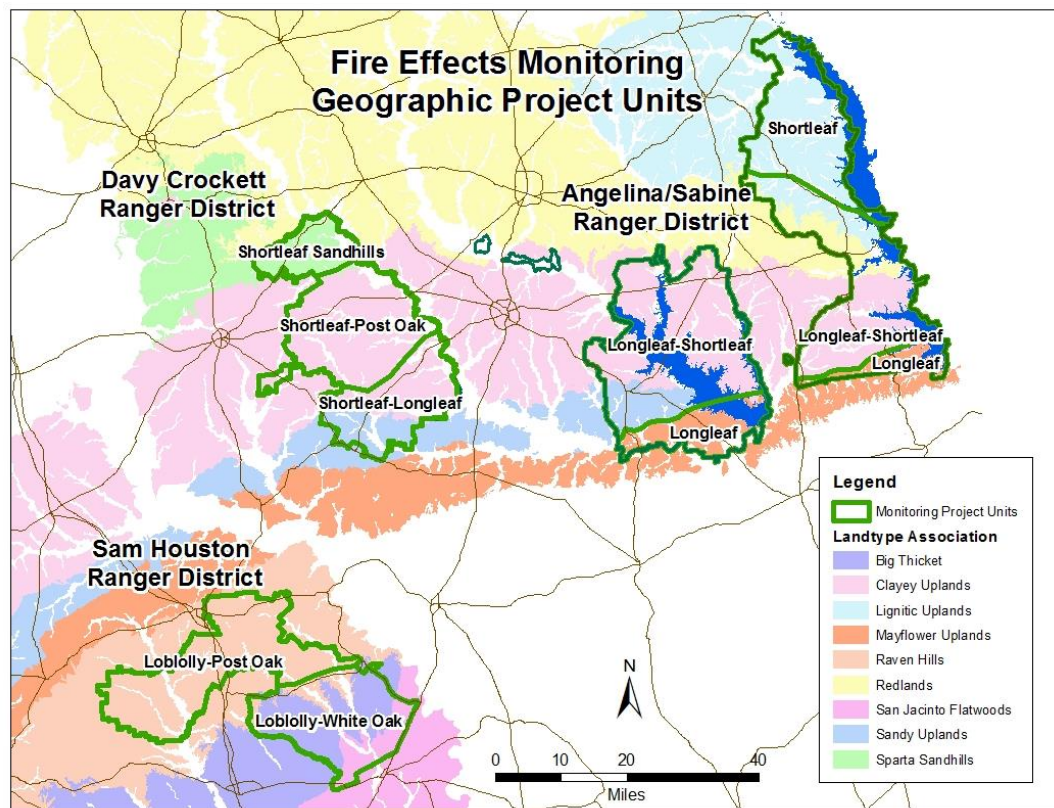 Fire Effects Monitoring
Geographic Project Units
Shortleaf
Davy Crockett
Ranger District
Angelina/Sabine
Ranger District
Shortleaf Sandhills
Shortleaf-Post Oak
Longleaf-Shortleaf
Longleaf-Shortleaf
Longleaf
Shortleaf-Longleaf
Longleaf
Sam Houston
Ranger District
Loblolly-Post Oak
Loblolly-White Oak
N
0 10 20 40
Miles
Legend
Monitoring Project Units
Landtype Association
Big Thicket
Clayey Uplands
Lignitic Uplands
Mayflower Uplands
Raven Hills
Redlands
San Jacinto Flatwoods
Sandy Uplands
Sparta Sandhills